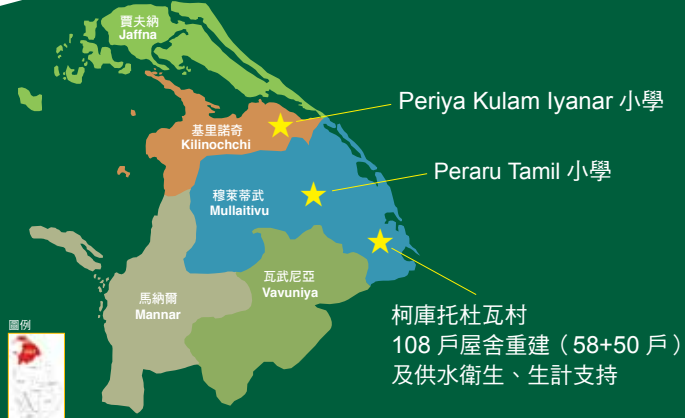 賈夫納
Jaffna
Periya Kulam Iyanar 小學
基里諾奇
Kilinochchi
Peraru Tamil 小學
穆萊蒂武
Mullaitivu
瓦武尼亞
Vavuniya
馬納爾
Mannar
柯庫托杜瓦村
108 戶屋舍重建（58+50 戶）
及供水衛生、生計支持
圖例